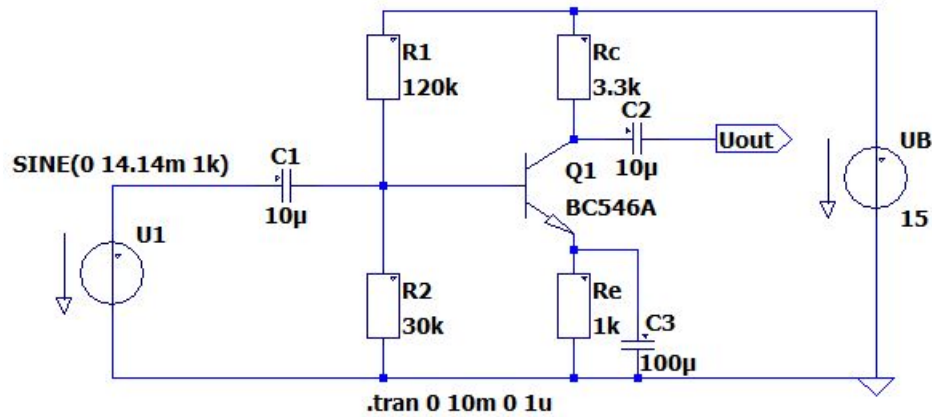 R1
120k
Rc
3.3k
C2
10µ
Uout
UB
15
SINE(0 14.14m 1k)
C1
10µ
Q1
BC546A
U1
R2
30k
Re
1k
C3
100µ
.tran 0 10m 0 1u